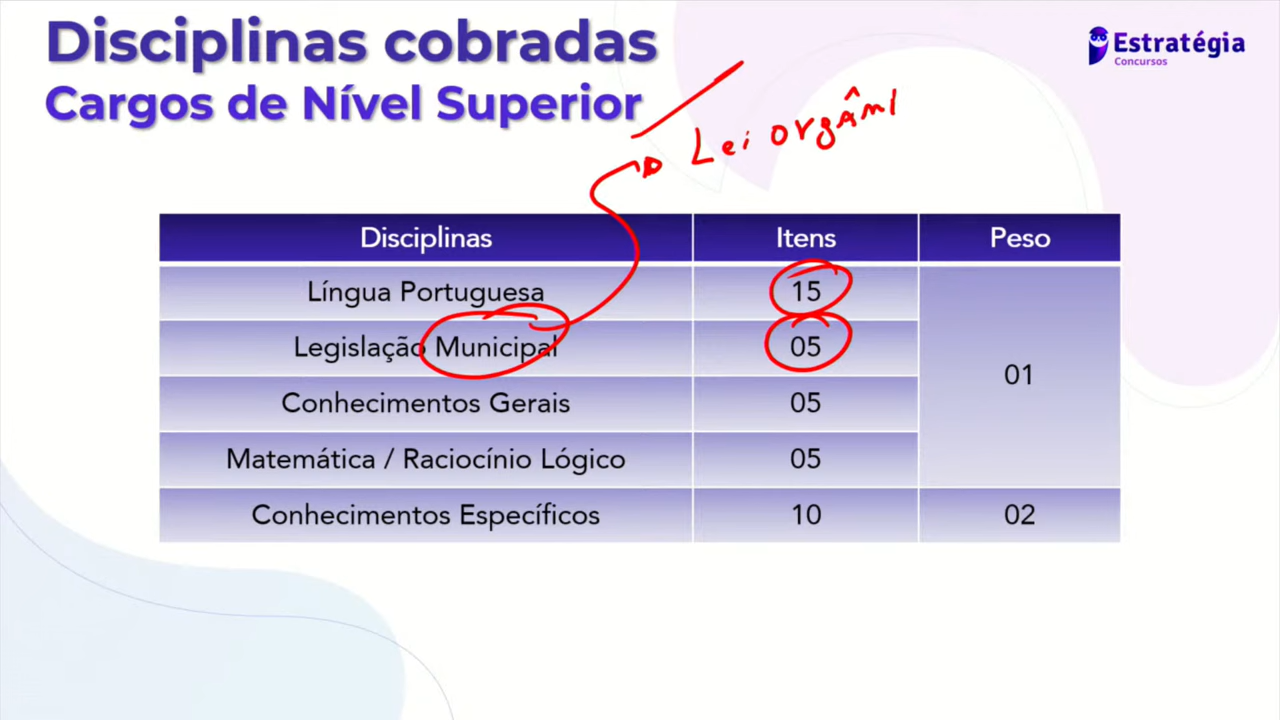 Disciplinas cobradas
Cargos de Nível Superior
Estratégia
Concursos
Lei orgâni
Disciplinas Itens Peso
Língua Portuguesa 15
Legislação Municipal 05
01
Conhecimentos Gerais 05
Matemática / Raciocínio Lógico 05
Conhecimentos Específicos 10 02